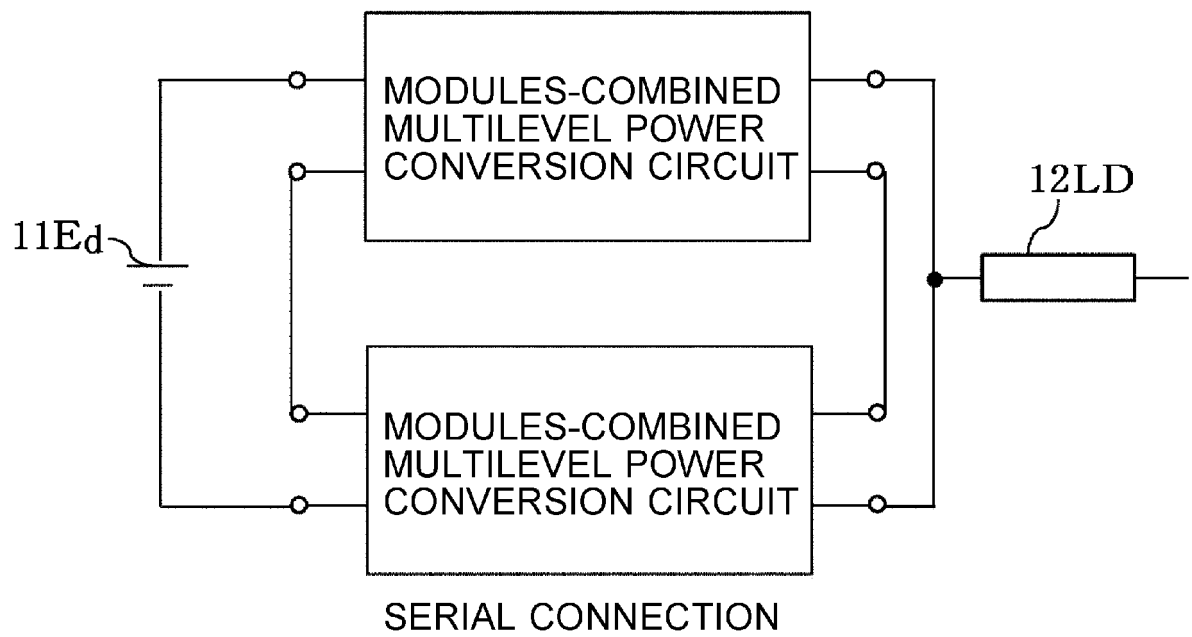 MODULES-COMBINED
MULTILEVEL POWER
CONVERSION CIRCUIT
11Ed
12LD
MODULES-COMBINED
MULTILEVEL POWER
CONVERSION CIRCUIT
SERIAL CONNECTION